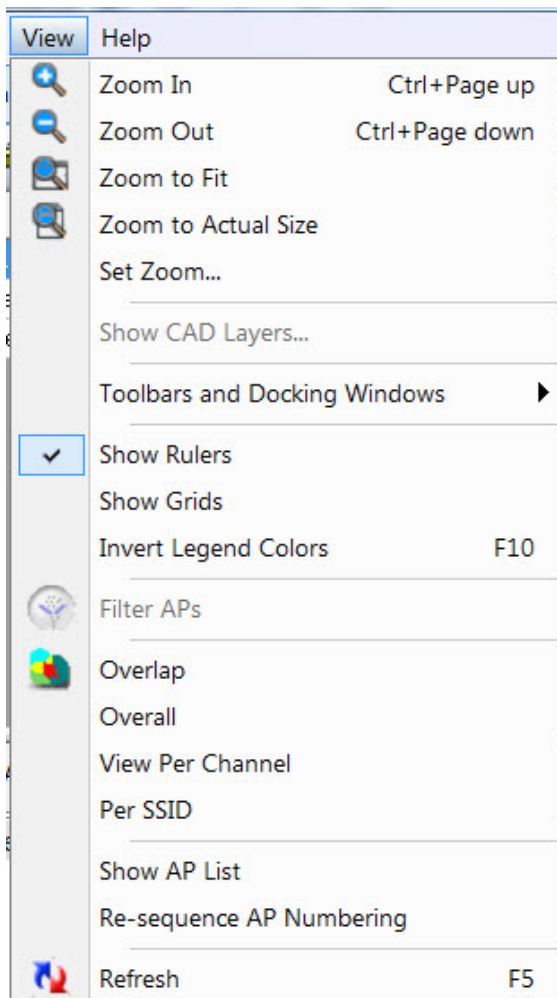 View Help
Zoom In Ctrl+Page up
Zoom Out Ctrl+Page down
Zoom to Fit
Zoom to Actual Size
Set Zoom...
Show CAD Layers...
Toolbars and Docking Windows
Show Rulers
Show Grids
Invert Legend Colors F10
Filter APs
Overlap
Overall
View Per Channel
Per SSID
Show AP List
Re-sequence AP Numbering
Refresh F5